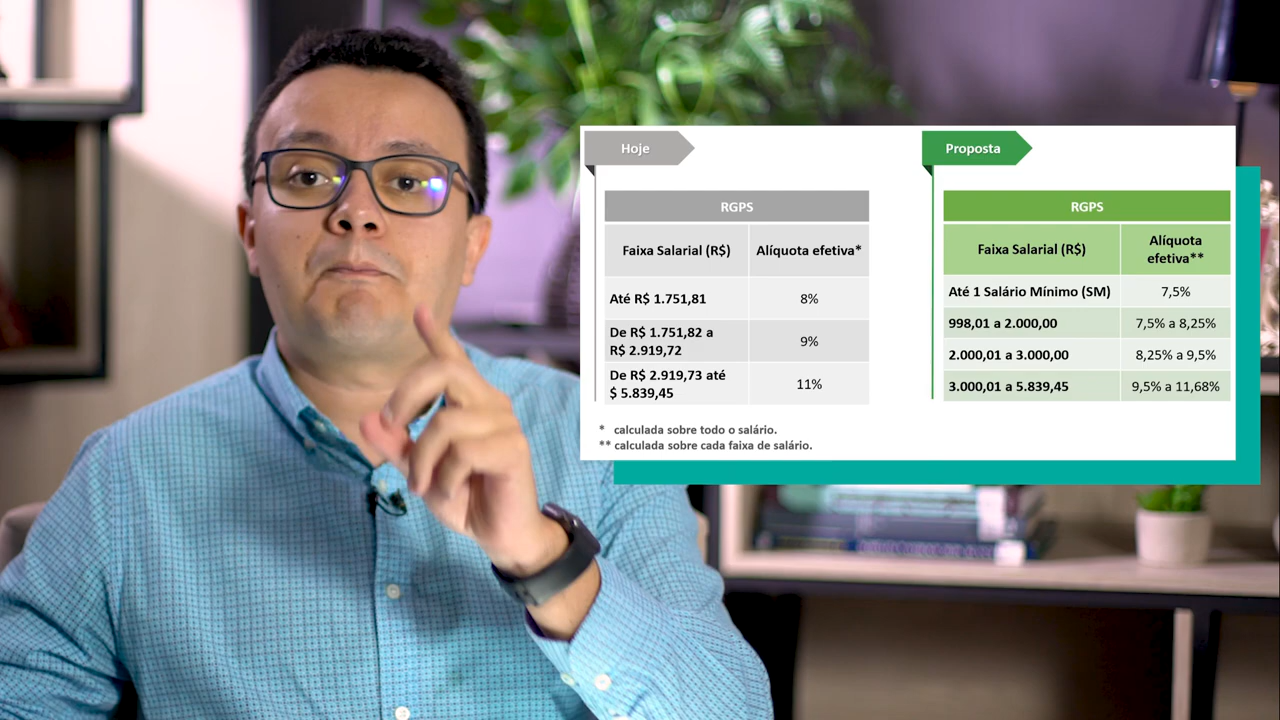 Hoje
RGPS
Faixa Salarial (R$) Alíquota efetiva*
Até R$ 1.751,81 8%
De R$ 1.751,82 a
R$ 2.919,72 9%
De R$ 2.919,73 até
$ 5.839,45 11%
Proposta
RGPS
Faixa Salarial (R$) Alíquota
efetiva**
Até 1 Salário Mínimo (SM) 7,5%
998,01 a 2.000,00 7,5% a 8,25%
2.000,01 a 3.000,00 8,25% a 9,5%
3.000,01 a 5.839,45 9,5% a 11,68%
* calculada sobre todo o salário.
** calculada sobre cada faixa de salário.